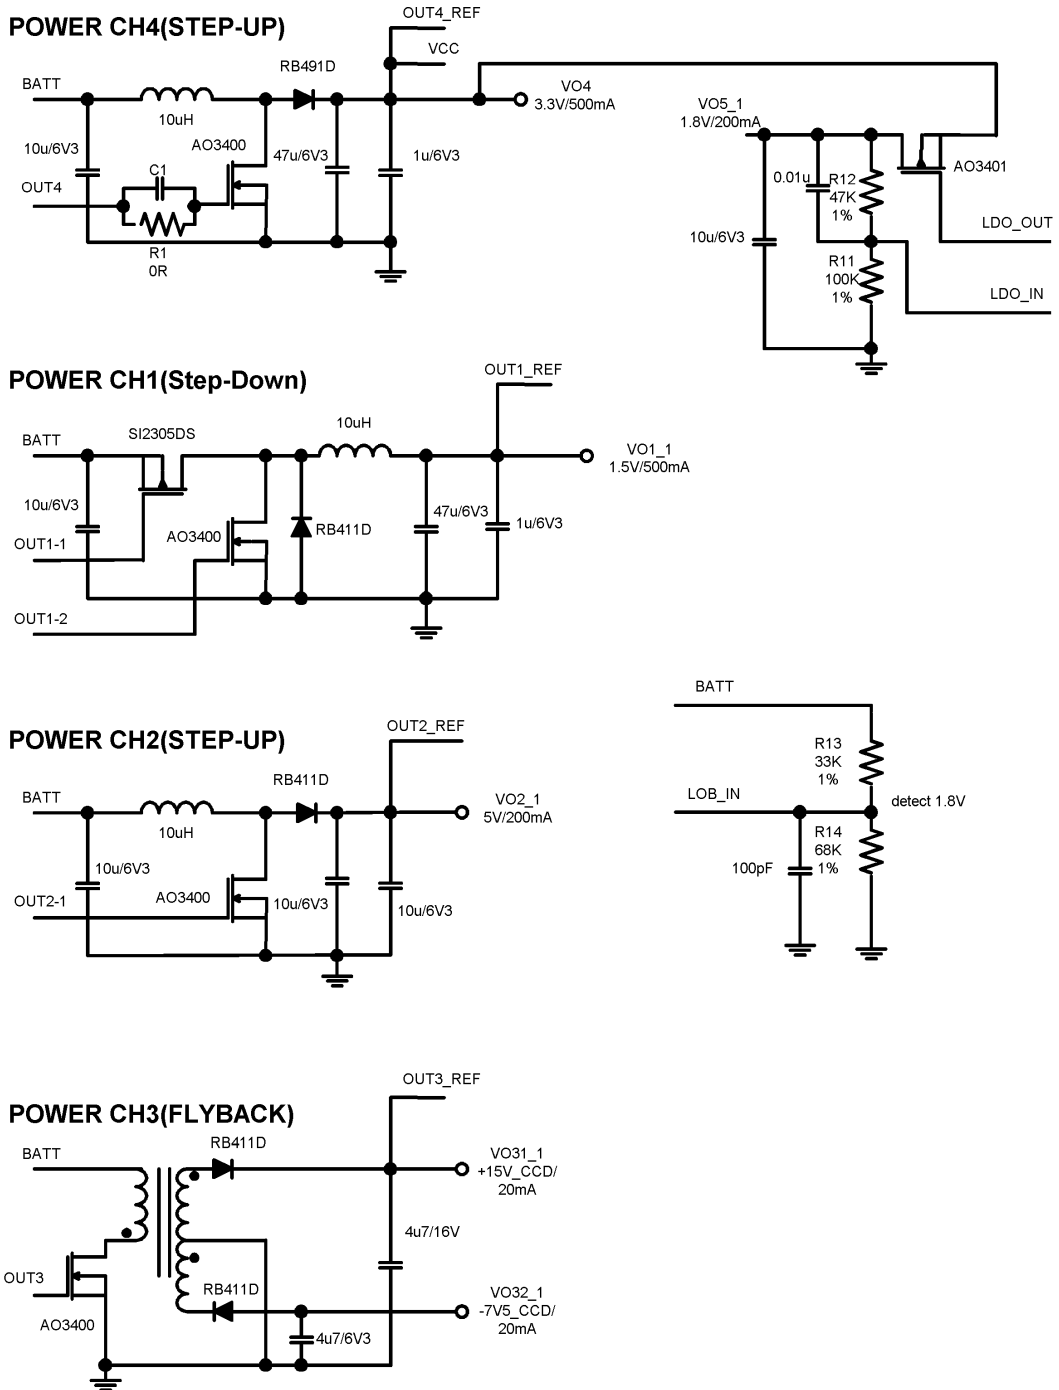 POWER CH4(STEP-UP)
OUT4_REF
VCC
BATT
RB491D
10uH
VO4
3.3V/500mA
10u/6V3
AO3400
47u/6V3
1u/6V3
C1
OUT4
R1
0R
VO5_1
1.8V/200mA
0.01u
R12
47K
1%
AO3401
10u/6V3
LDO_OUT
R11
100K
1%
LDO_IN
POWER CH1(Step-Down)
OUT1_REF
SI2305DS
10uH
BATT
VO1_1
1.5V/500mA
10u/6V3
AO3400
RB411D
47u/6V3
1u/6V3
OUT1-1
OUT1-2
POWER CH2(STEP-UP)
OUT2_REF
RB411D
BATT
10uH
VO2_1
5V/200mA
10u/6V3
AO3400
10u/6V3
10u/6V3
OUT2-1
BATT
R13
33K
1%
LOB_IN
detect 1.8V
R14
68K
1%
100pF
POWER CH3(FLYBACK)
OUT3_REF
RB411D
BATT
VO31_1
+15V_CCD/
20mA
4u7/16V
OUT3
RB411D
AO3400
VO32_1
-7V5_CCD/
20mA
4u7/6V3